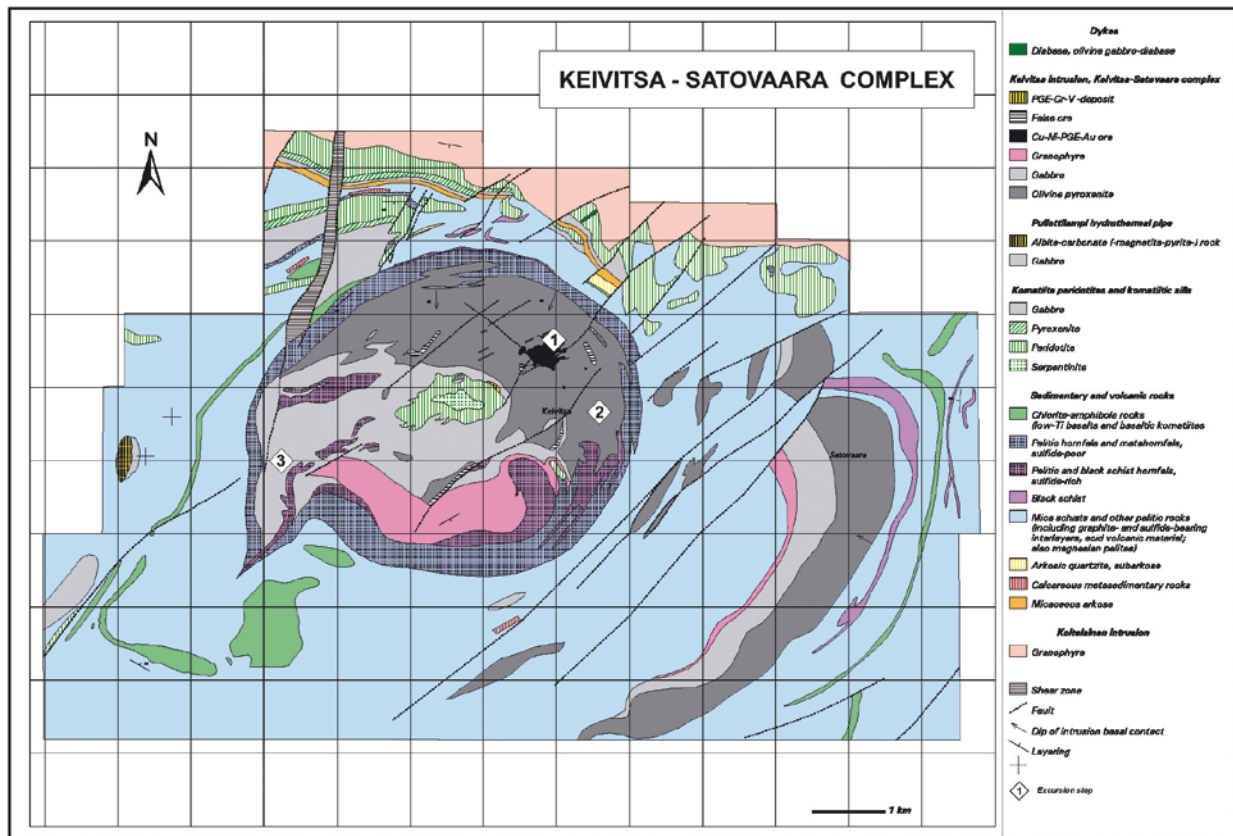 KEIVITSA - SATOVAARA COMPLEX
N
1
Keivitsa
2
3
Satovaara
1 km
Dykes
Diabase, olivine gabbro-diabase
Keivitsa intrusion, Keivitsa-Satovaara complex
PGE-Cr-V -deposit
False ore
Cu-Ni-PGE-Au ore
Granophyre
Gabbro
Olivine pyroxenite
hydrothermal pipe
Albite-carbonate (-magnetite-pyrite-) rock
Gabbro
Komatiite peridotites and komatiitic sills
Gabbro
Pyroxenite
Peridotite
Serpentinite
Sedimentary and volcanic rocks
Chlorite-amphibole rocks
(low-Ti basalts and basaltic komatiites)
Pelitic hornfels and metahornfels,
sulfide-poor
Pelitic and black schist hornfels,
sulfide-rich
Black schist
Mica schists and other pelitic rocks
(including graphite- and sulfide-bearing
interlayers, acid volcanic material;
also magnesian pelites)
Arkosic quartzite, subarkose
Calcareous metasedimentary rocks
Micaceous arkose
Koitelainen intrusion
Granophyre
Shear zone
Fault
Dip of intrusion basal contact
Layering
1 Excursion stop